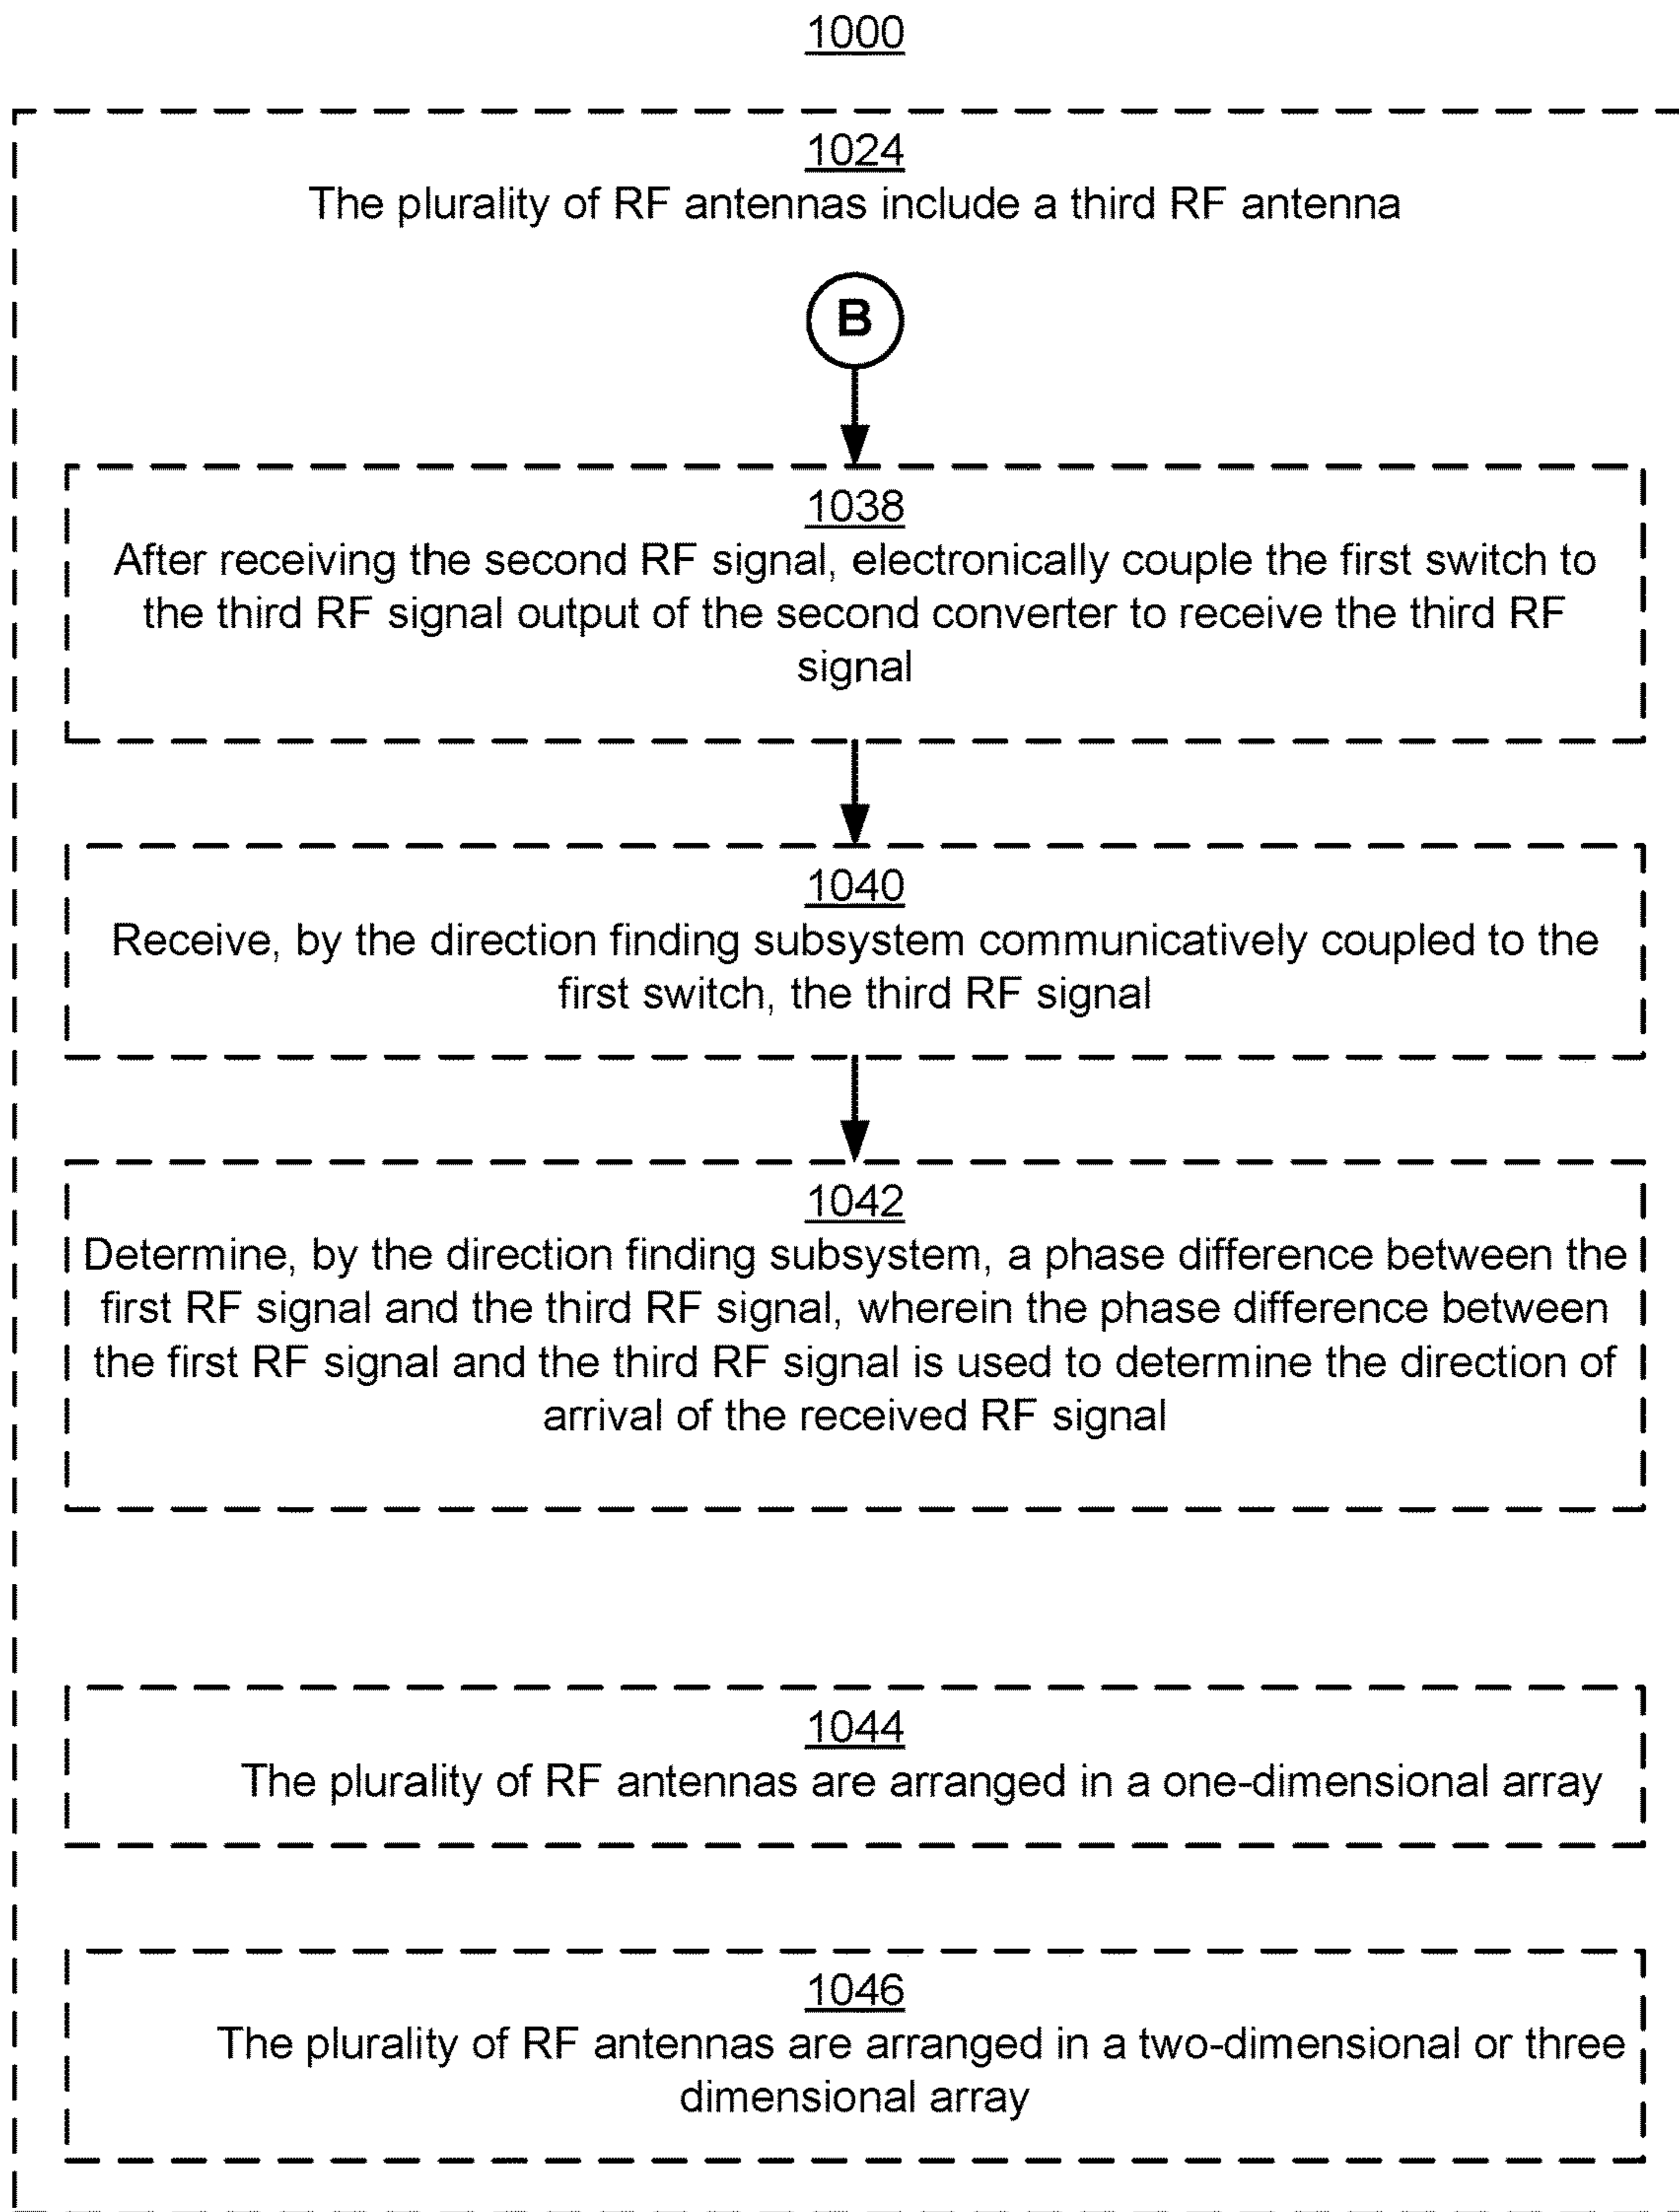 1000
1024
The plurality of RF antennas include a third RF antenna
B
1038
After receiving the second RF signal, electronically couple the first switch to
the third RF signal output of the second converter to receive the third RF
signal
1040
Receive, by the direction finding subsystem communicatively coupled to the
first switch, the third RF signal
1042
Determine, by the direction finding subsystem, a phase difference between the
first RF signal and the third RF signal, wherein the phase difference between
the first RF signal and the third RF signal is used to determine the direction of
arrival of the received RF signal
1044
The plurality of RF antennas are arranged in a one-dimensional array
1046
The plurality of RF antennas are arranged in a two-dimensional or three
dimensional array